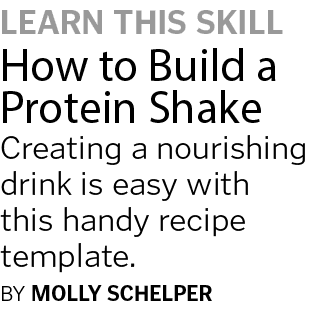 LEARN THIS SKILL
How to Build a
Protein Shake
Creating a nourishing
drink is easy with
this handy recipe
template.
BY MOLLY SCHELPER